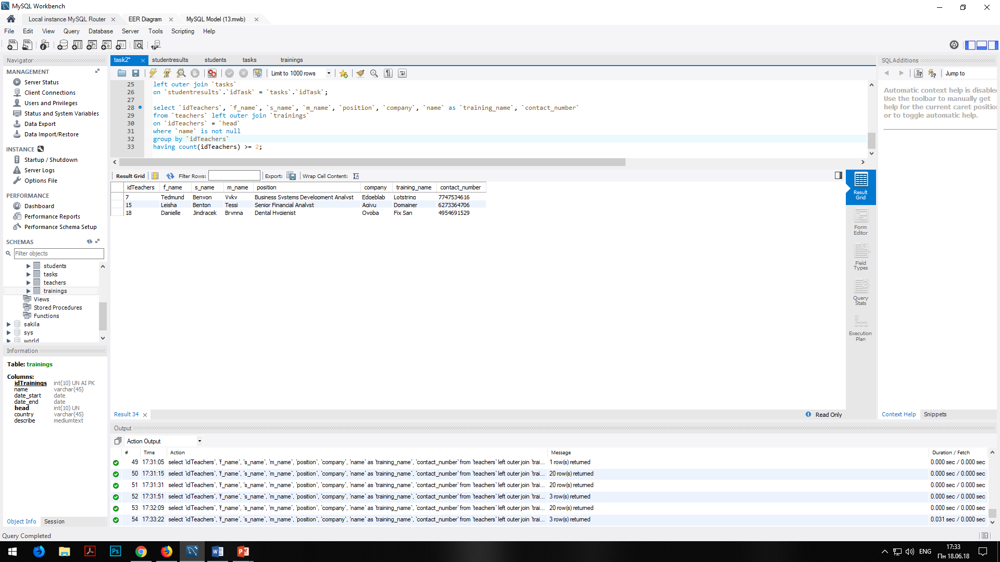 MySQL Workbench
Local instance MySQL Router
EER Diagram
MySQL Model (13.mwb)
File Edit View Query Database Server Tools Scripting Help
Navigator
MANAGEMENT
Server Status
Client Connections
Users and Privileges
Status and System Variables
Data Export
Data Import/Restore
INSTANCE
Startup / Shutdown
Server Logs
Options File
PERFORMANCE
Dashboard
Performance Reports
Performance Schema Setup
SCHEMAS
Filter objects
students
tasks
teachers
trainings
Views
Stored Procedures
Functions
sakila
sys
world
Information
Table: trainings
Columns:
idTrainings int(10) UN AI PK
name varchar(45)
date_start date
date_end date
head int(10) UN
country varchar(45)
describe mediumtext
Object Info Session
Query Completed
task2* studentresults students tasks trainings
Limit to 1000 rows
25 left outer join `tasks`
26 on `studentresults`.`idTask` = `tasks`.`idTask`;
27
28 select `idTeachers`, `f_name`, `s_name`, `m_name`, `position`, `company`, `name` as `training_name`, `contact_number`
29 from `teachers` left outer join `trainings`
30 on `idTeachers` = `head`
31 where `name` is not null
32 group by `idTeachers`
33 having count(idTeachers) >= 2;
Result Grid Filter Rows: Export: Wrap Cell Content:
idTeachers f_name s_name m_name position company training_name contact_number
7 Tedmund Benyon Vyky Business Systems Development Analyst Edgeblab Lotstring 7747534616
15 Leisha Benton Tessi Senior Financial Analyst Agivu Domainer 6273364706
18 Danielle Jindracek Brynna Dental Hygienist Oyoba Fix San 4954691529
Result Grid
Form Editor
Field Types
Query Stats
Execution Plan
Result 34
Read Only
SQLAdditions
Jump to
Automatic context help is disable
Use the toolbar to manually get
help for the current caret position
or to toggle automatic help.
Context Help Snippets
Output
Action Output
# Time Action Message Duration / Fetch
49 17:31:05 select `idTeachers`, `f_name`, `s_name`, `m_name`, `position`, `company`, `name` as `training_name`, `contact_number` from `teachers` left outer join `trai... 1 row(s) returned 0.000 sec / 0.000 sec
50 17:31:15 select `idTeachers`, `f_name`, `s_name`, `m_name`, `position`, `company`, `name` as `training_name`, `contact_number` from `teachers` left outer join `trai... 20 row(s) returned 0.000 sec / 0.000 sec
51 17:31:31 select `idTeachers`, `f_name`, `s_name`, `m_name`, `position`, `company`, `name` as `training_name`, `contact_number` from `teachers` left outer join `trai... 20 row(s) returned 0.000 sec / 0.000 sec
52 17:31:51 select `idTeachers`, `f_name`, `s_name`, `m_name`, `position`, `company`, `name` as `training_name`, `contact_number` from `teachers` left outer join `trai... 3 row(s) returned 0.000 sec / 0.000 sec
53 17:32:09 select `idTeachers`, `f_name`, `s_name`, `m_name`, `position`, `company`, `name` as `training_name`, `contact_number` from `teachers` left outer join `trai... 20 row(s) returned 0.000 sec / 0.000 sec
54 17:33:22 select `idTeachers`, `f_name`, `s_name`, `m_name`, `position`, `company`, `name` as `training_name`, `contact_number` from `teachers` left outer join `trai... 3 row(s) returned 0.031 sec / 0.000 sec
ENG
17:33
Пн 18.06.18